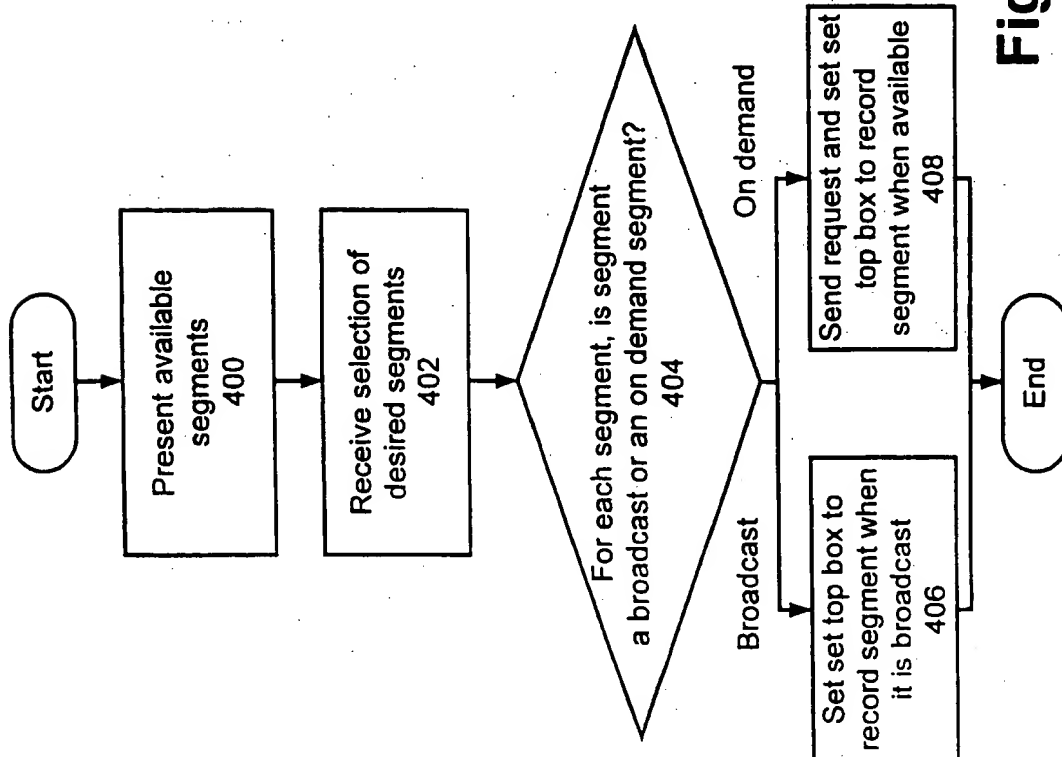 Start
Present available
segments
400
Receive selection of
desired segments
402
For each segment, is segment
a broadcast or an on demand segment?
404
Broadcast
On demand
Set set top box to
record segment when
it is broadcast
406
Send request and set set
top box to record
segment when available
408
End
Fig